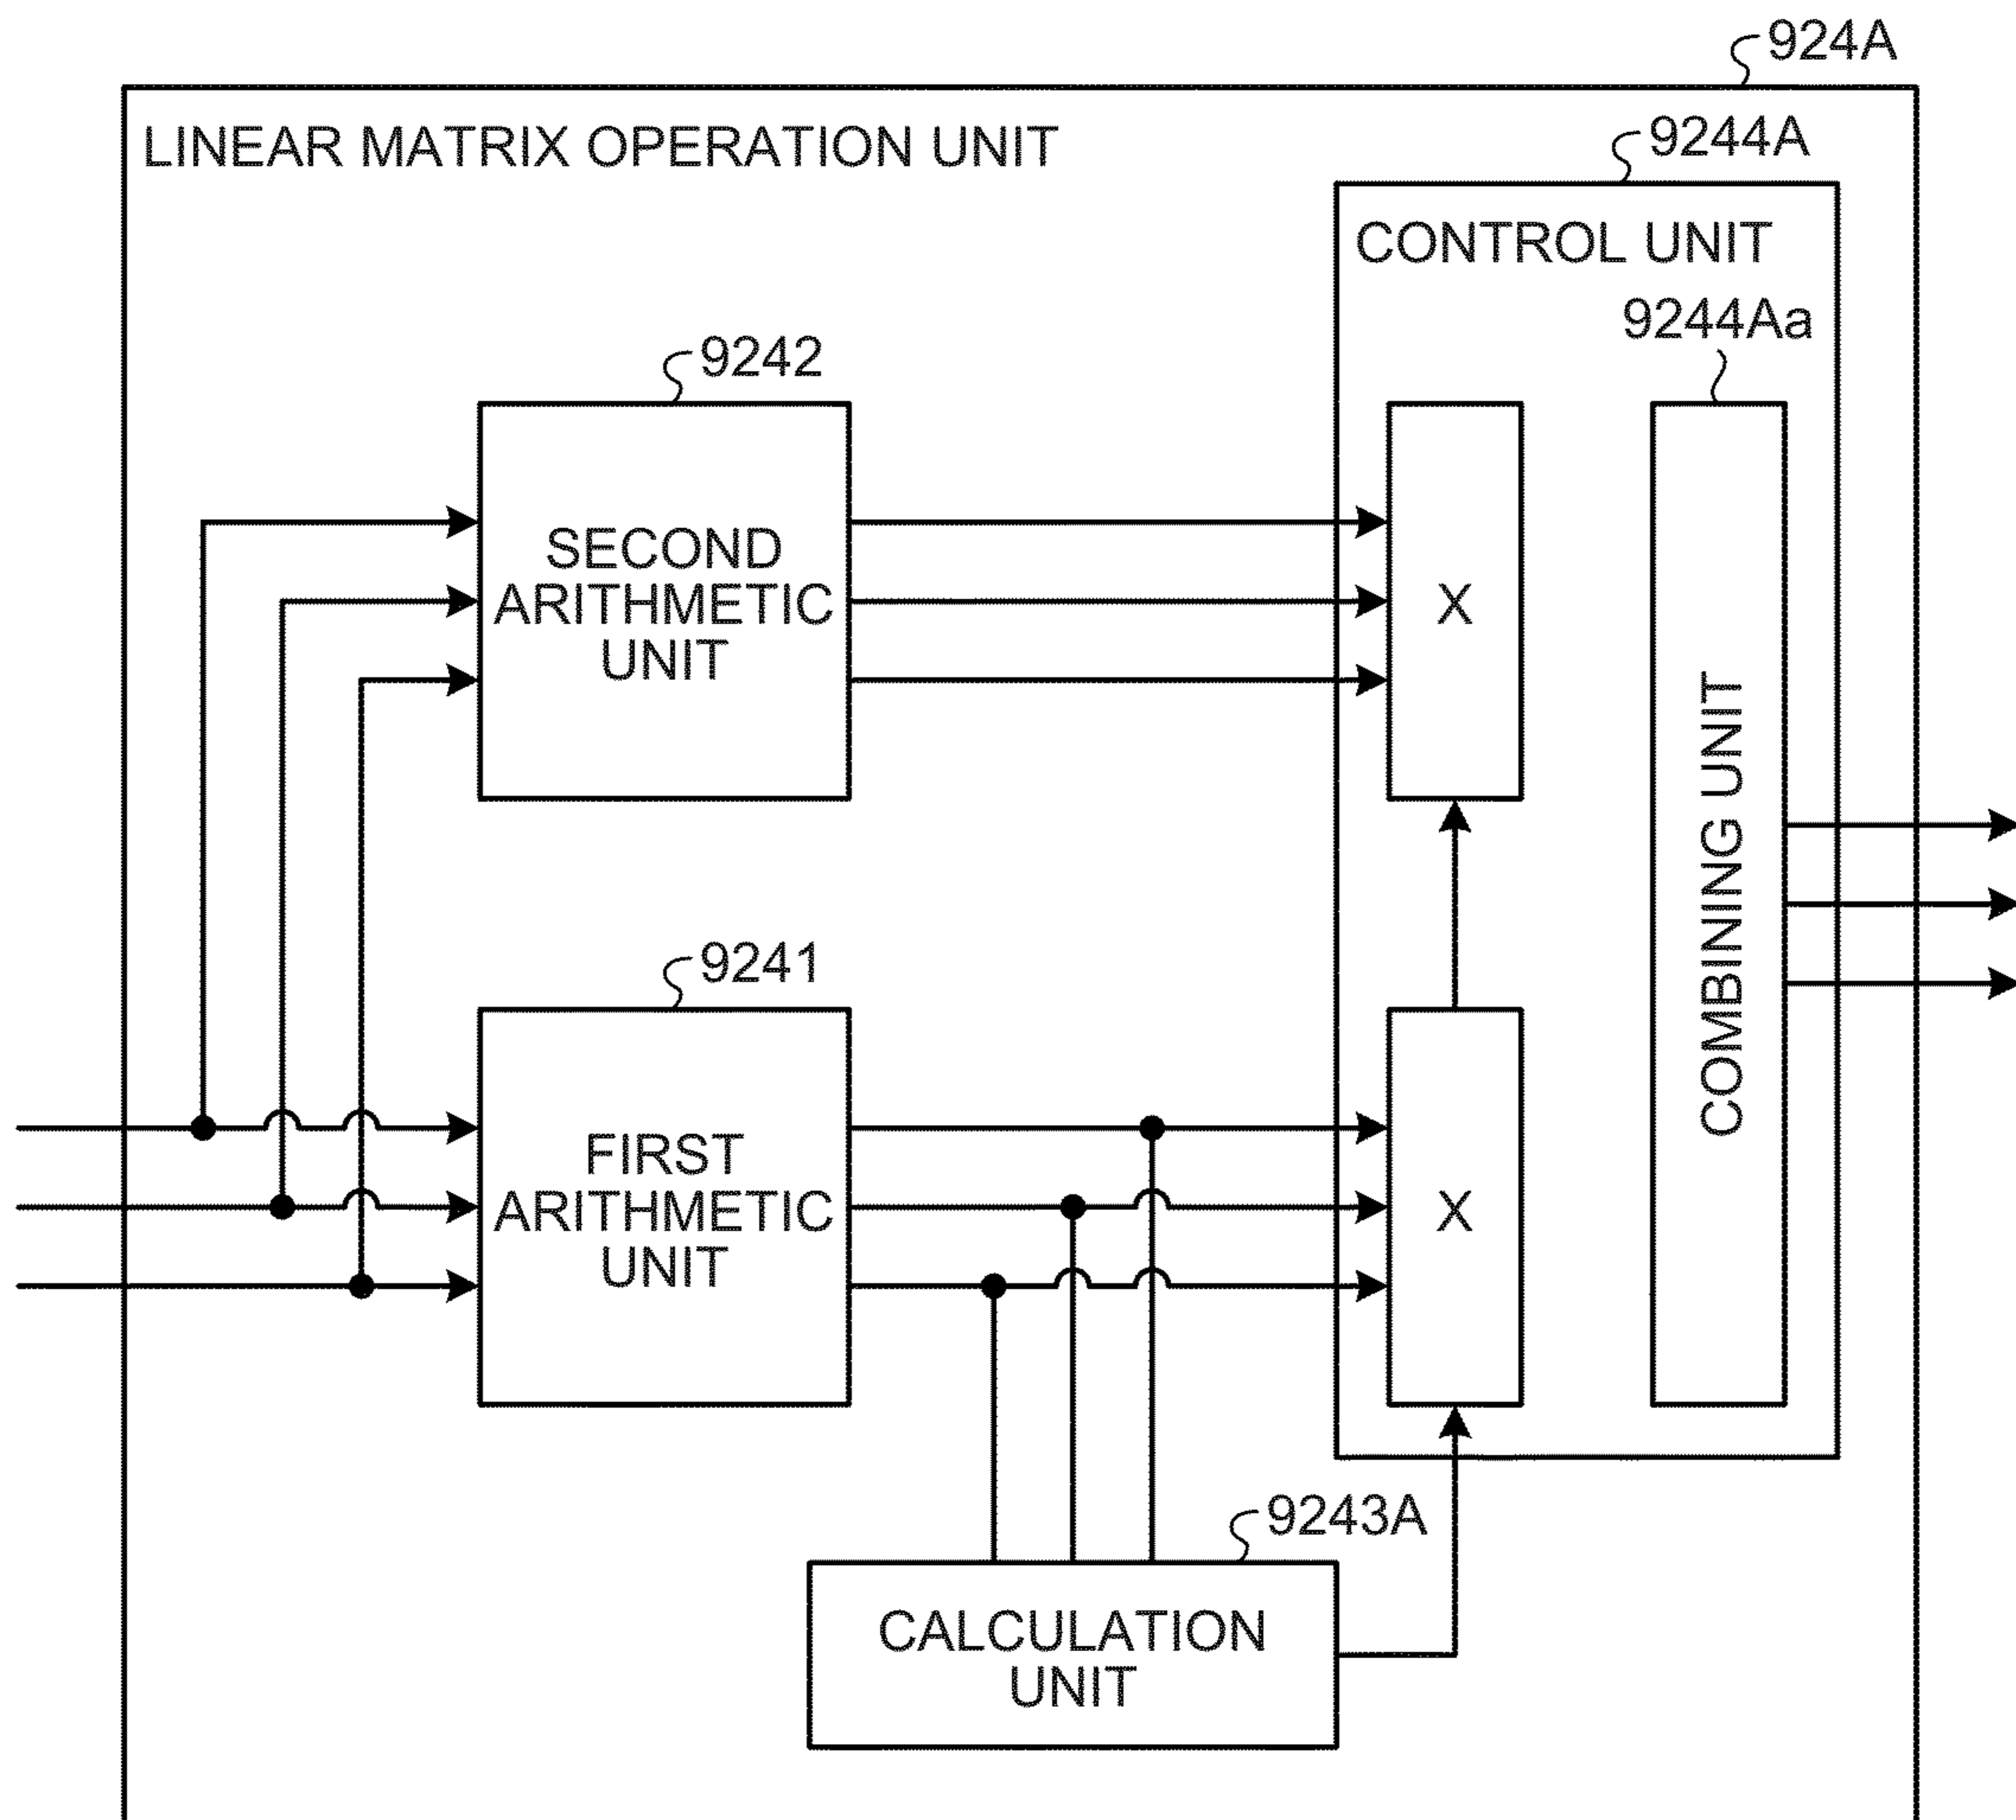 924A
LINEAR MATRIX OPERATION UNIT
9244A
CONTROL UNIT
9244Aa
9242
SECOND
ARITHMETIC
UNIT
X
COMBINING UNIT
9241
FIRST
ARITHMETIC
UNIT
X
9243A
CALCULATION
UNIT